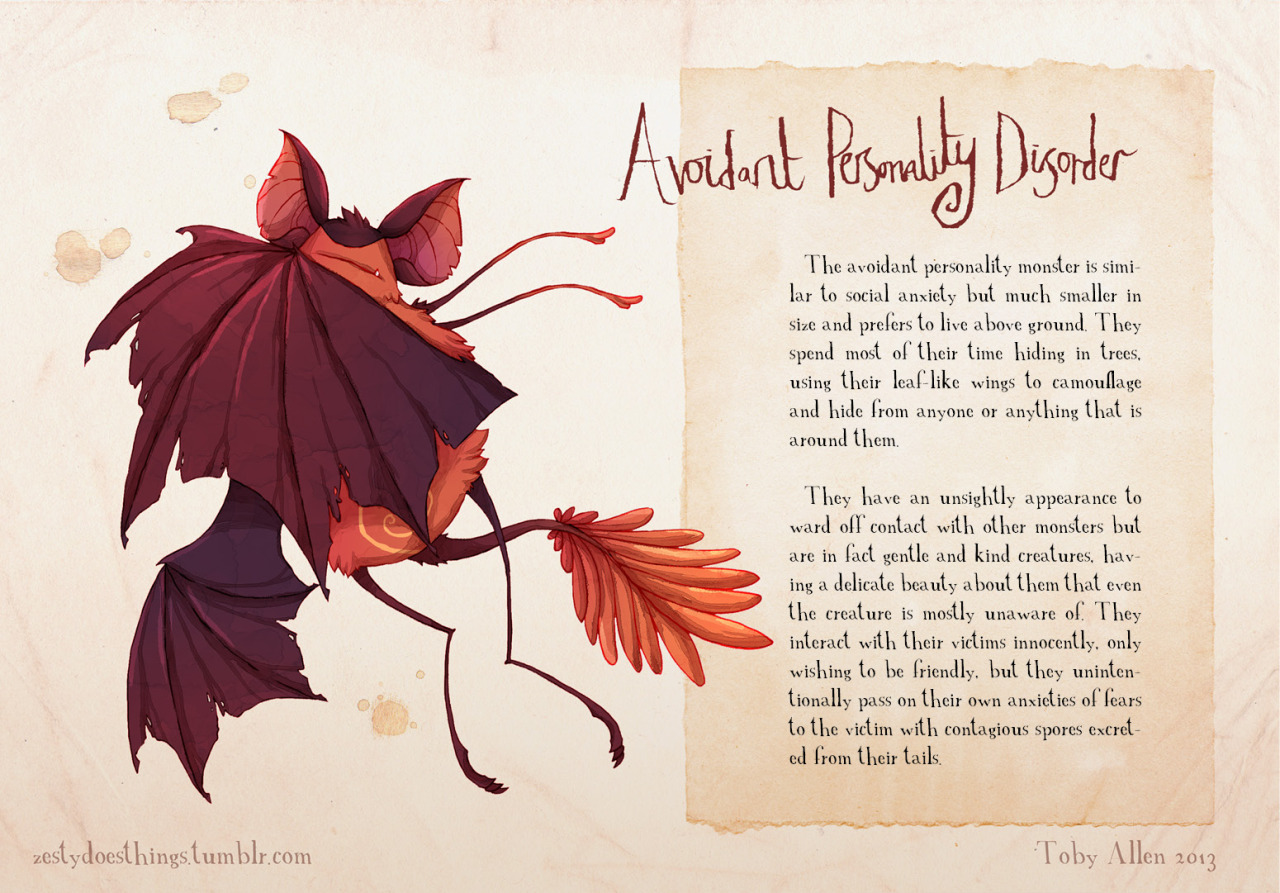 Avoidant Personality Disorder
The avoidant personality monster is simi-
lar to social anxiety but much smaller in
size and prefers to live above ground. They
spend most of their time hiding in trees,
using their leaf-like wings to camouflage
and hide from anyone or anything that is
around them.
They have an unsightly appearance to
ward off contact with other monsters but
are in fact gentle and kind creatures, hav-
ing a delicate beauty about them that even
the creature is mostly unaware of. They
interact with their victims innocently, only
wishing to be friendly, but they uninten-
tionally pass on their own anxieties of fears
to the victim with contagious spores excret-
ed from their tails.
zestydoesthings.tumblr.com
Toby Allen 2013